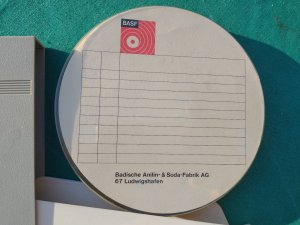 BASF
Badische Anilin- & Soda-Fabrik AG
67 Ludwigshafen